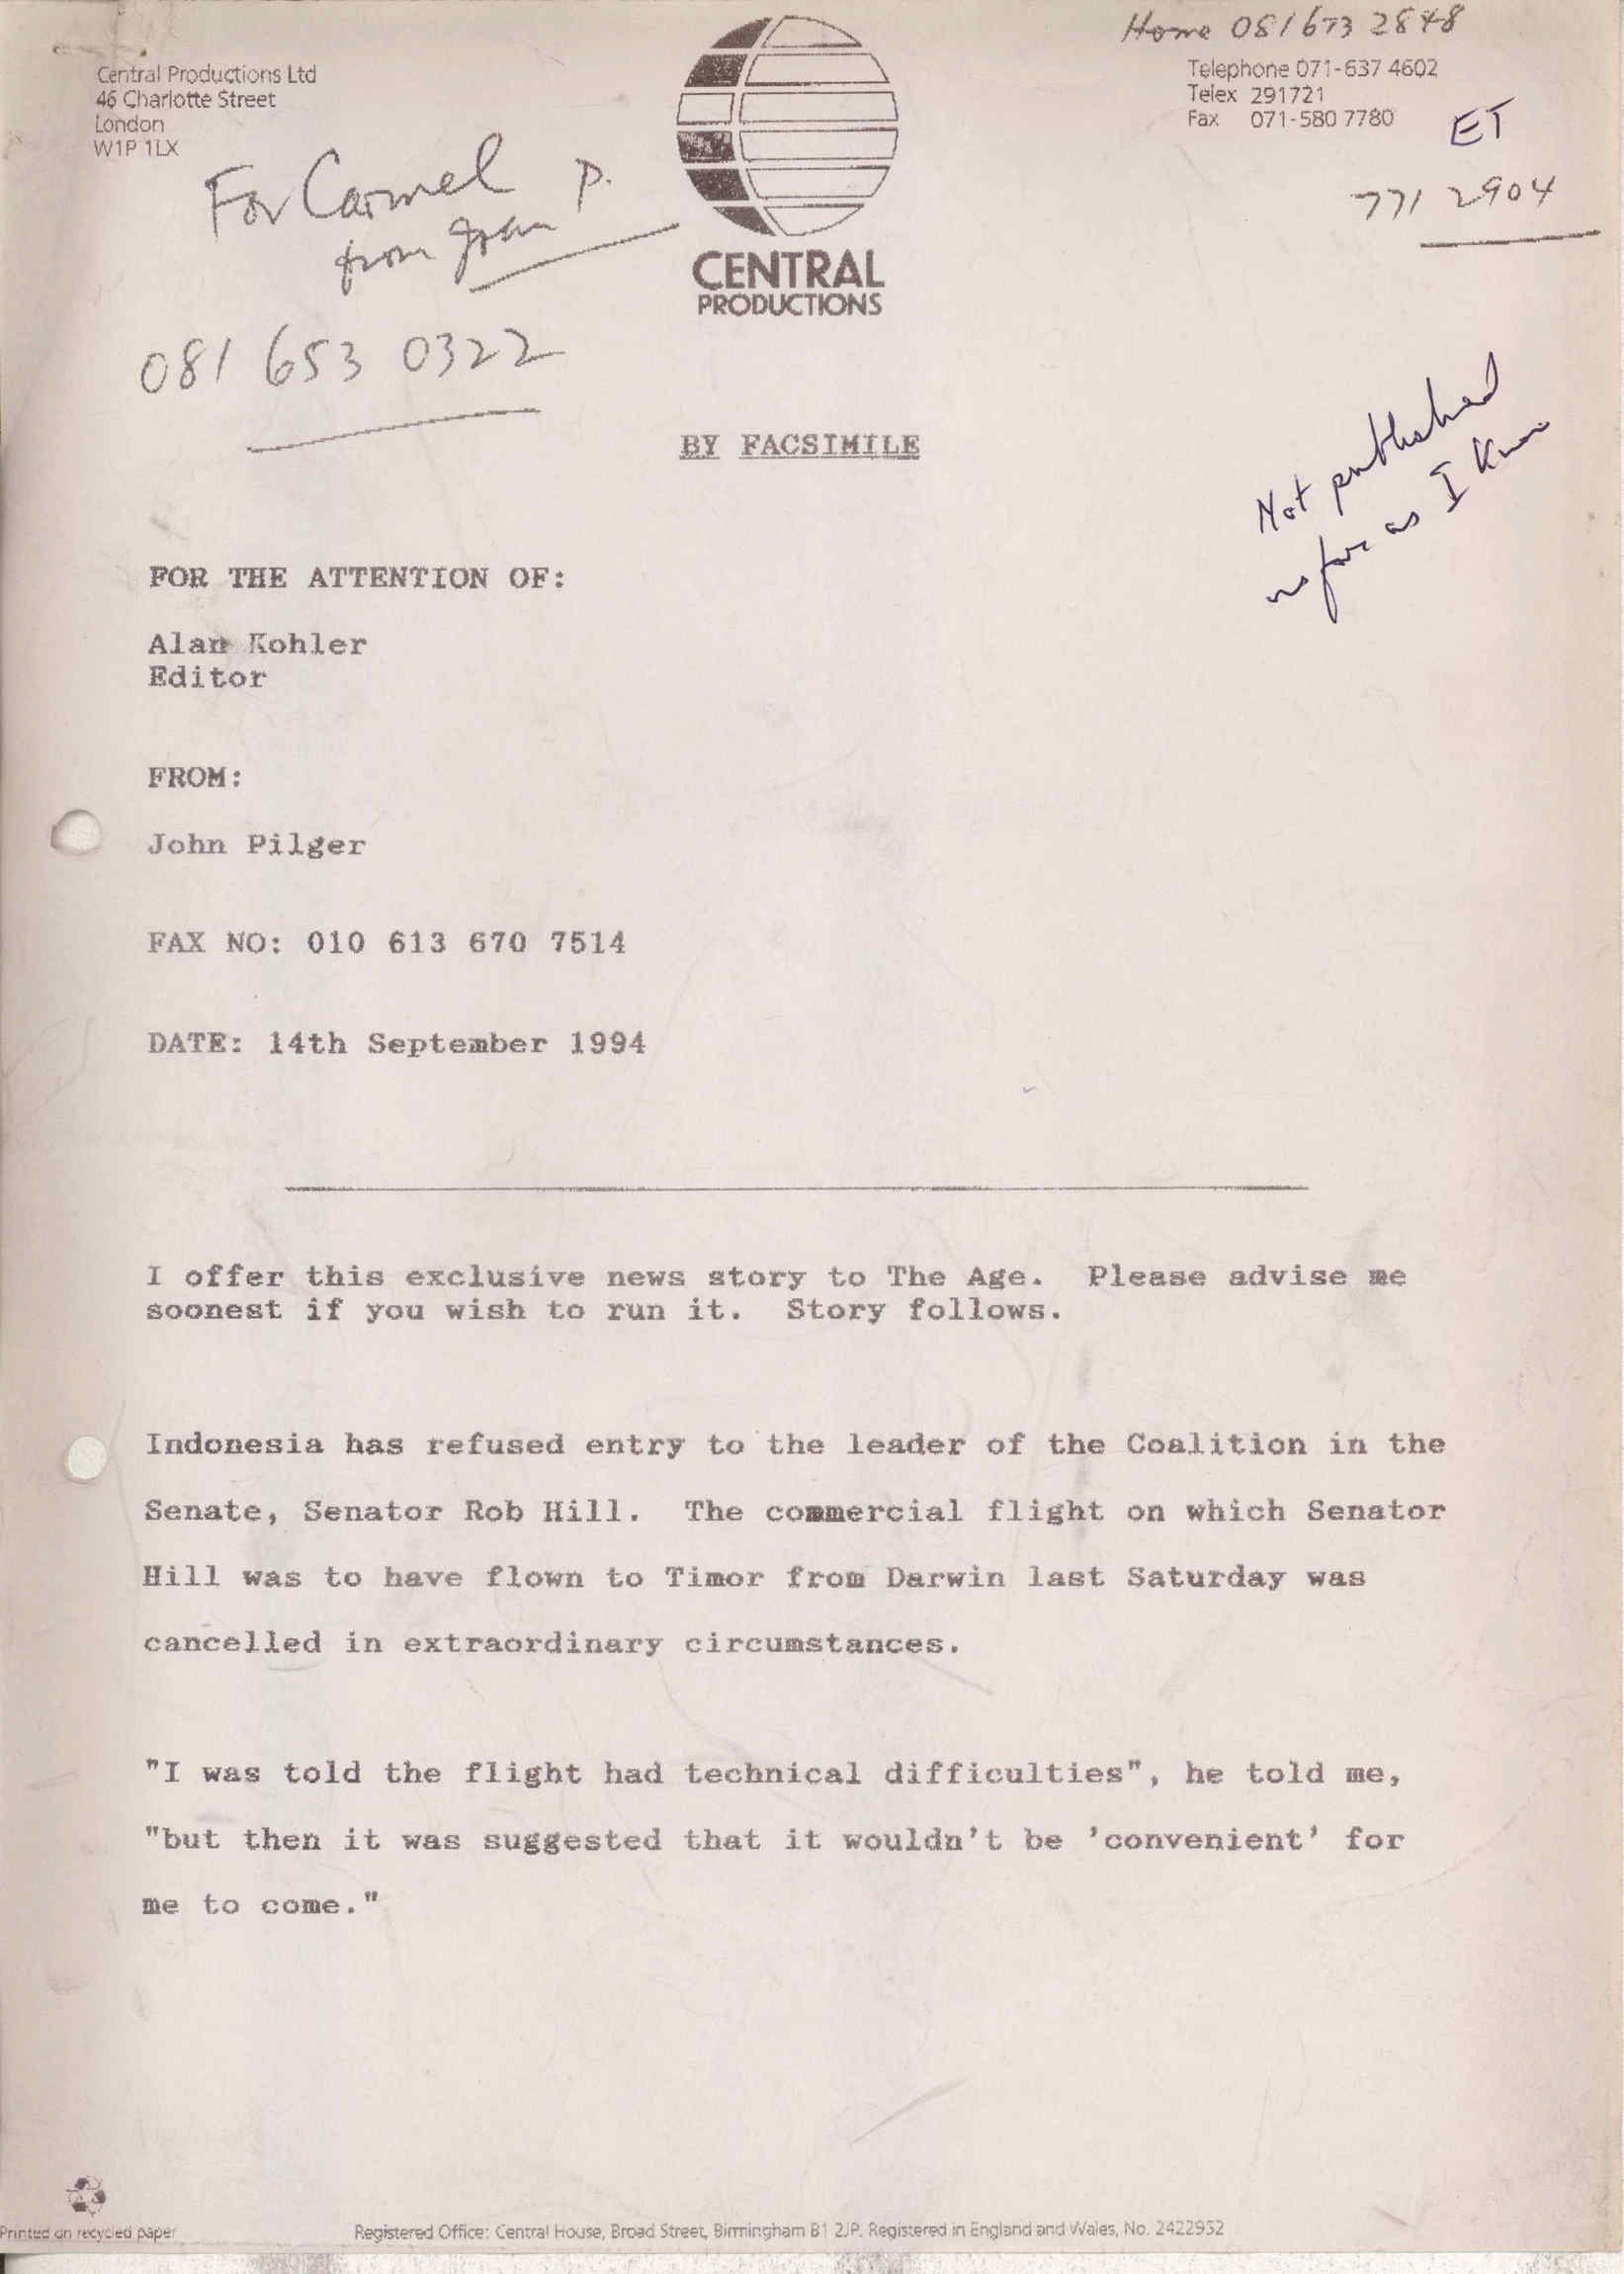 Home 081 673 2848
Central Productions Ltd
46 Charlotte Street
London
W1P 1LX
Telephone 071-637 4602
Telex 291721
Fax 071-580 7780
ET
771 2904
For Carmel
from P.
081 653 0322
CENTRAL
PRODUCTIONS
BY FACSIMILE
Not published
as far as I know
FOR THE ATTENTION OF:
Alan Kohler
Editor
FROM:
John Pilger
FAX NO: 010 613 670 7514
DATE: 14th September 1994
I offer this exclusive news story to The Age. Please advise me
soonest if you wish to run it. Story follows.
Indonesia has refused entry to the leader of the Coalition in the
Senate, Senator Rob Hill. The commercial flight on which Senator
Hill was to have flown to Timor from Darwin last Saturday was
cancelled in extraordinary circumstances.
"I was told the flight had technical difficulties", he told me,
"but then it was suggested that it wouldn't be 'convenient' for
me to come."
Printed on recycled paper
Registered Office: Central House, Broad Street, Birmingham B1 2JP. Registered in England and Wales, No. 2422952